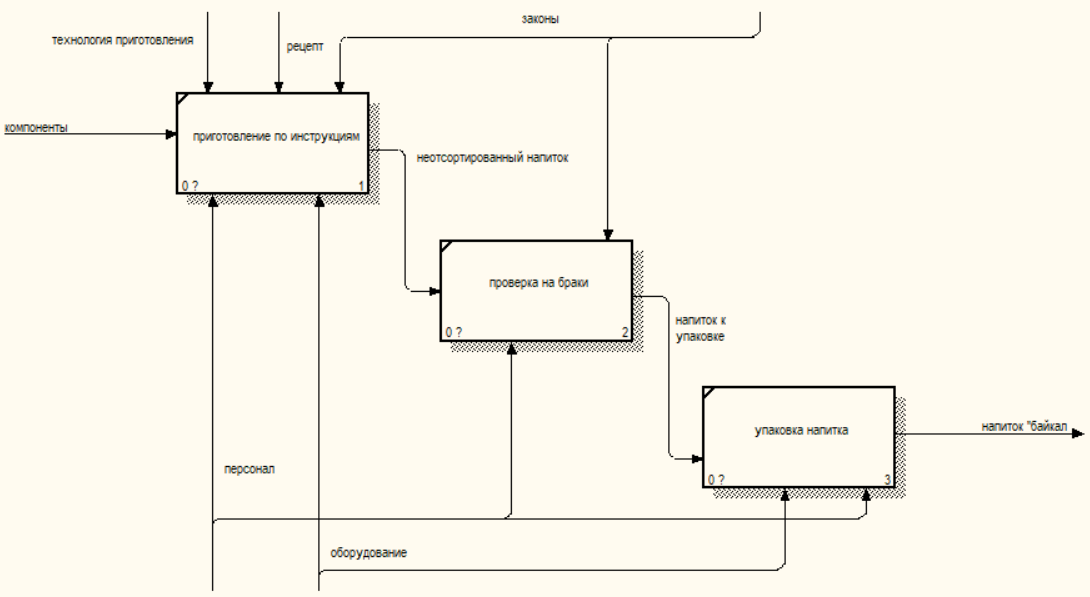 законы
технология приготовления
рецепт
компоненты
приготовление по инструкциям
0 ?
1
неотсортированный напиток
проверка на браки
0 ?
2
напиток к
упаковке
упаковка напитка
0 ?
3
напиток "байкал
персонал
оборудование